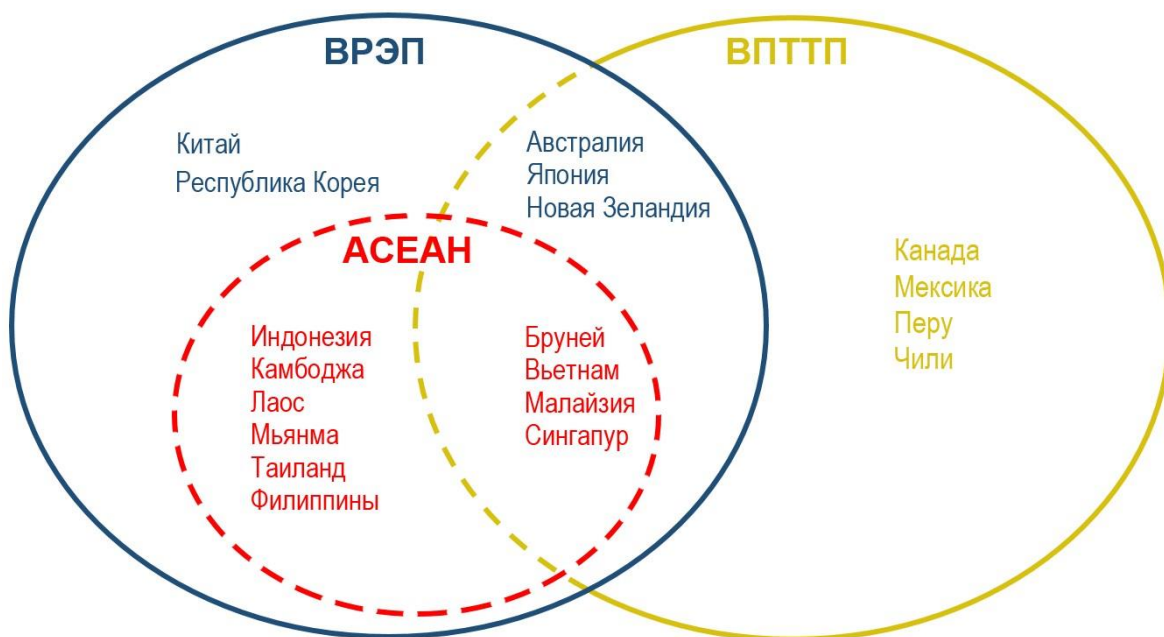 ВРЭП
ВПТТП
Китай
Республика Корея
Австралия
Япония
Новая Зеландия
АСЕАН
Индонезия
Камбоджа
Лаос
Мьянма
Таиланд
Филиппины
Бруней
Вьетнам
Малайзия
Сингапур
Канада
Мексика
Перу
Чили